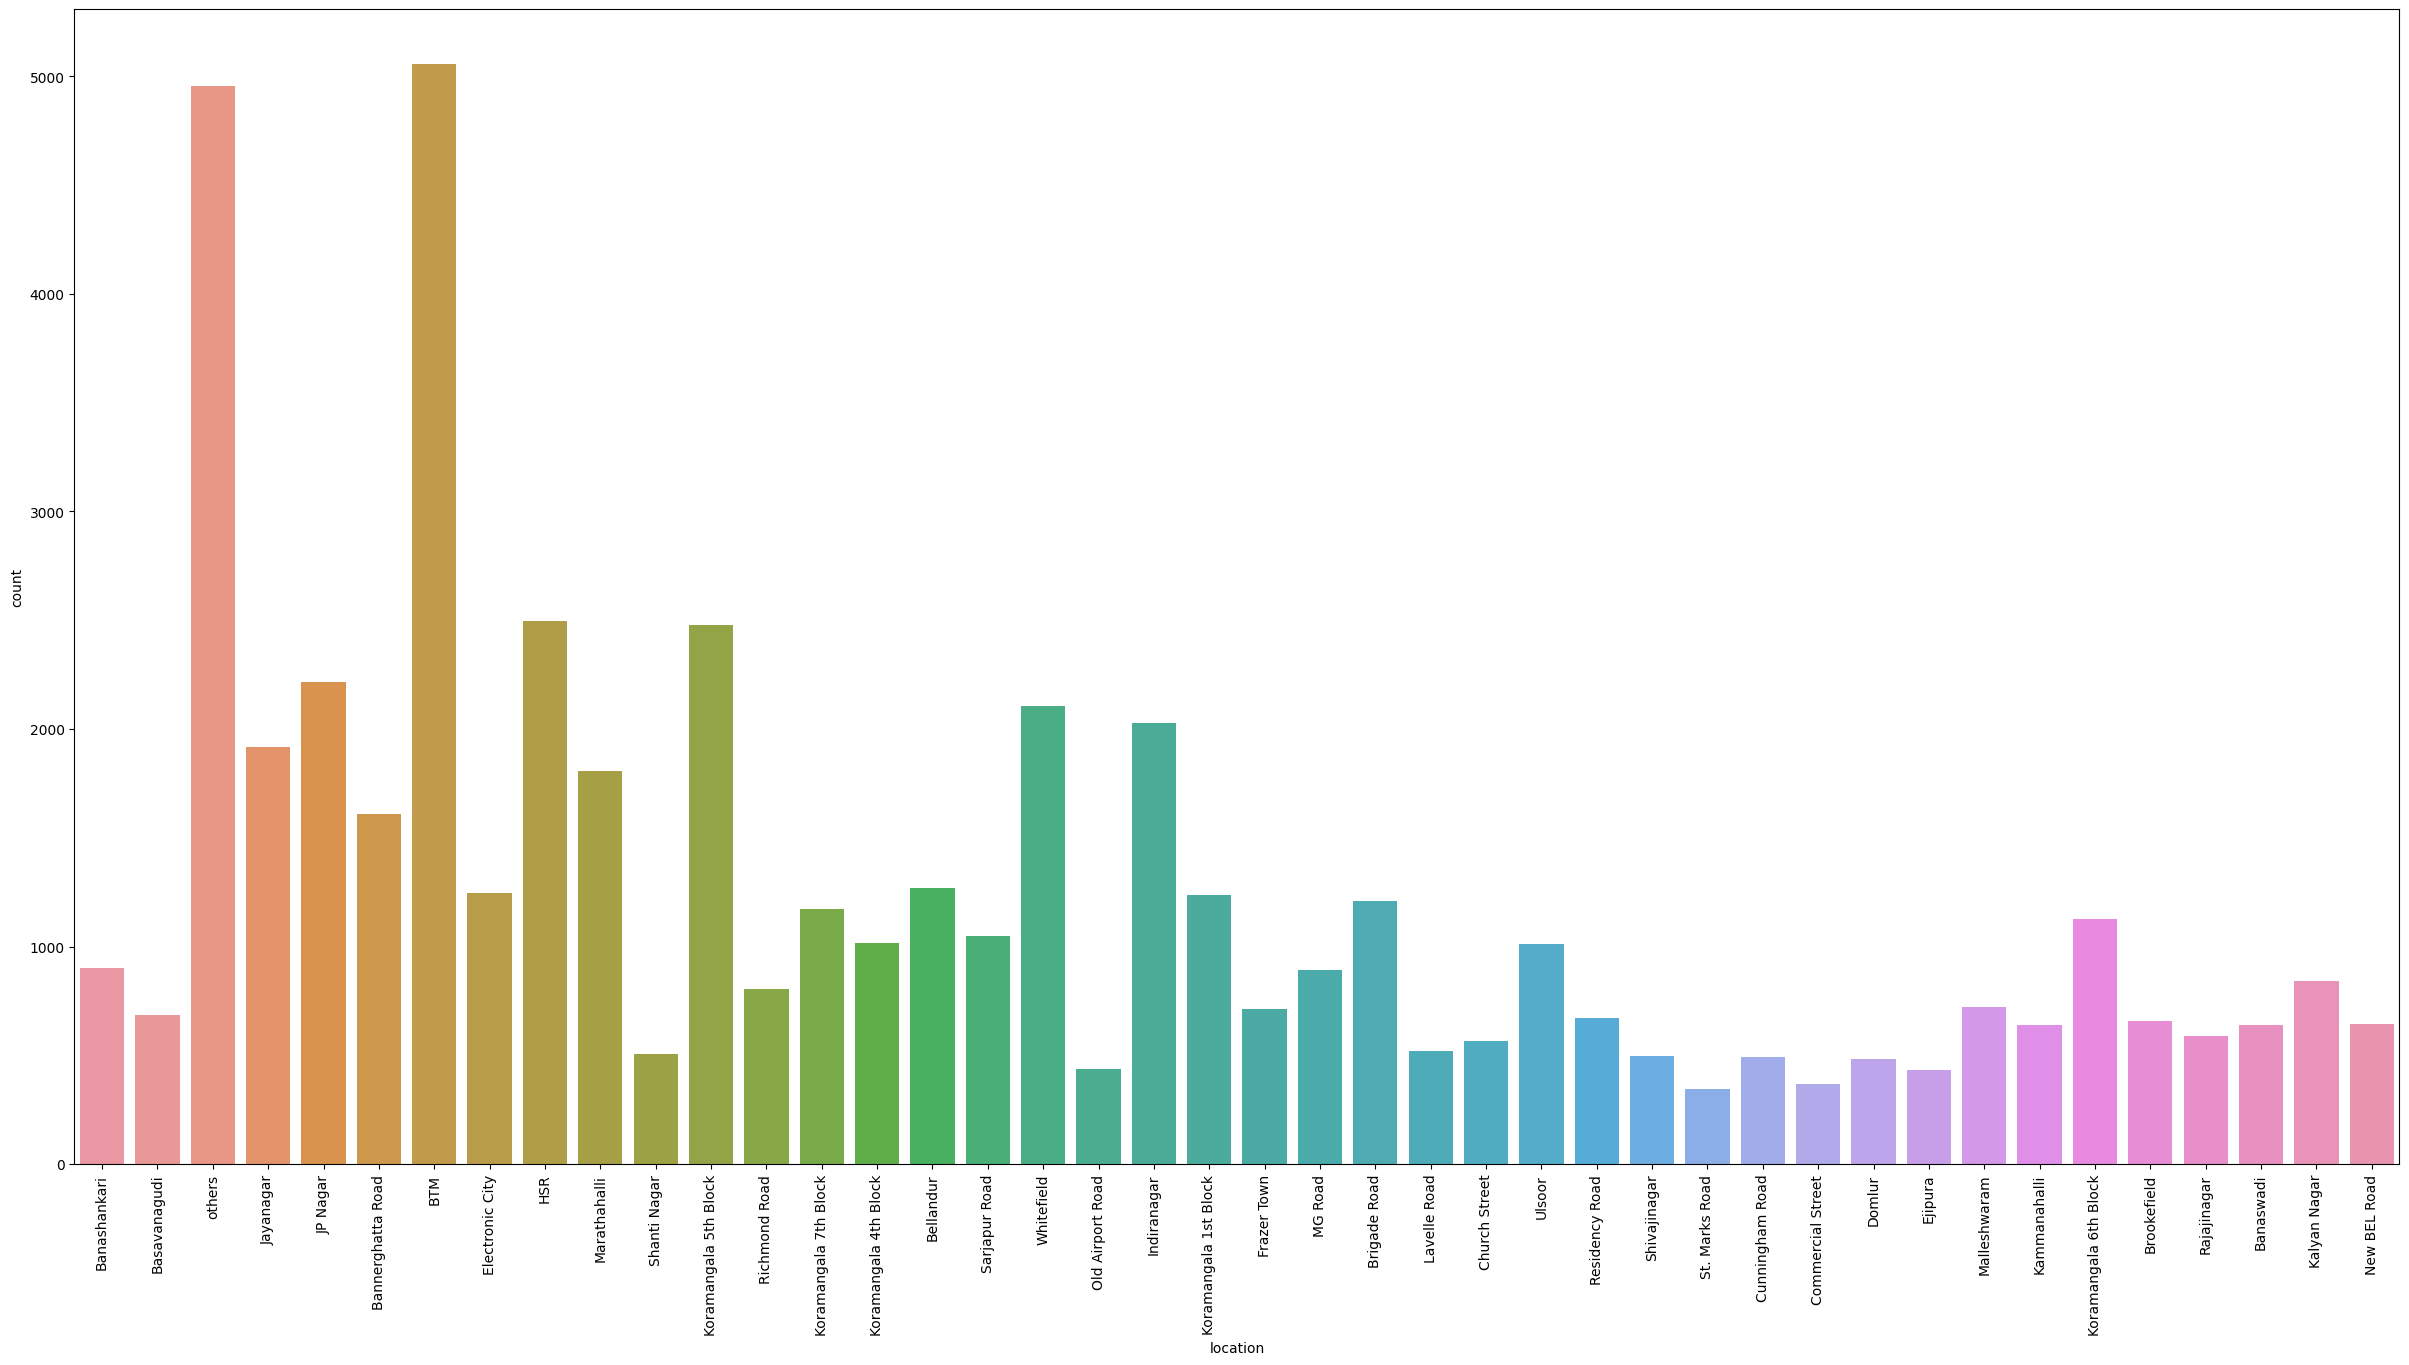 5000
4000
3000
2000
1000
0
count
Banashankari
Basavanagudi
others
Jayanagar
JP Nagar
Bannerghatta Road
BTM
Electronic City
HSR
Marathahalli
Shanti Nagar
Koramangala 5th Block
Richmond Road
Koramangala 7th Block
Koramangala 4th Block
Bellandur
Sarjapur Road
Whitefield
Old Airport Road
Indiranagar
Koramangala 1st Block
Frazer Town
MG Road
Brigade Road
Lavelle Road
Church Street
Ulsoor
Residency Road
Shivajinagar
St. Marks Road
Cunningham Road
Commercial Street
Domlur
Ejipura
Malleshwaram
Kammanahalli
Koramangala 6th Block
Brookefield
Rajajinagar
Banaswadi
Kalyan Nagar
New BEL Road
location